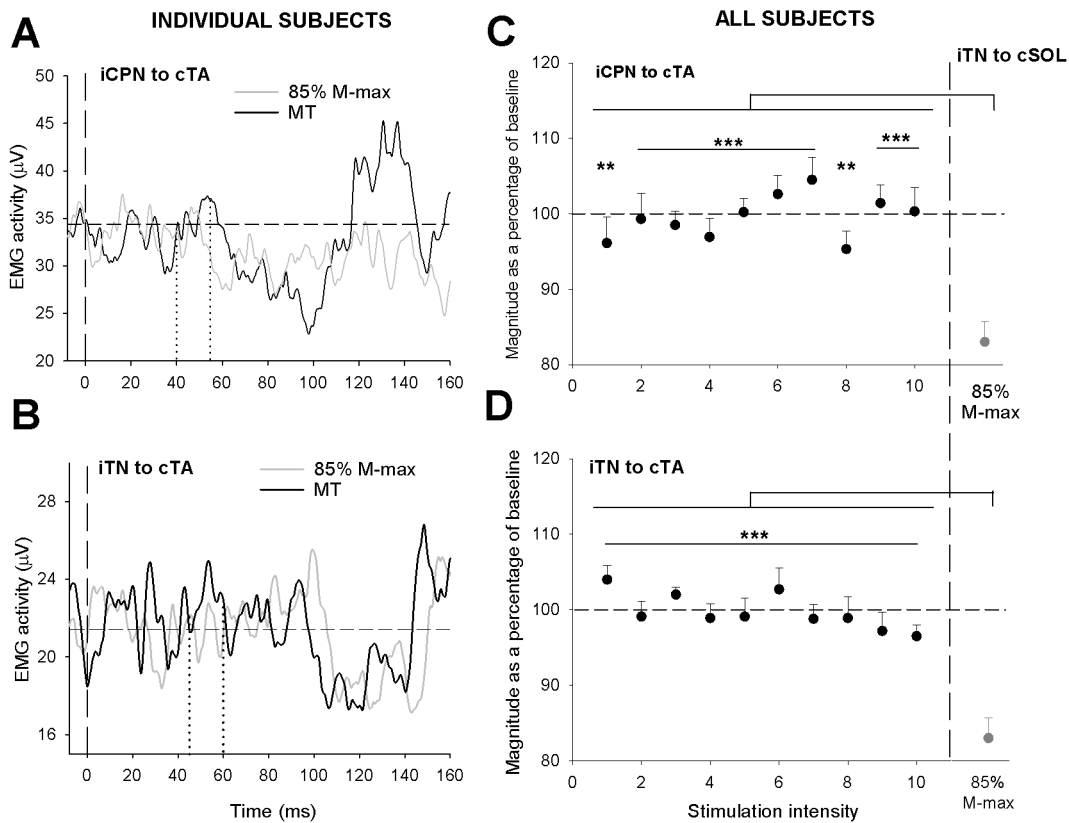 INDIVIDUAL SUBJECTS
A
iCPN to cTA
85% M-max
MT
EMG activity (μV)
50
45
40
35
30
25
20
0 20 40 60 80 100 120 140 160
B
iTN to cTA
85% M-max
MT
EMG activity (μV)
28
24
20
16
0 20 40 60 80 100 120 140 160
Time (ms)
ALL SUBJECTS
C
iTN to cSOL
iCPN to cTA
Magnitude as a percentage of baseline
120
110
100
90
80
** *** ** ***
0 2 4 6 8 10
85%
M-max
D
iTN to cTA
Magnitude as a percentage of baseline
120
110
100
90
80
***
0 2 4 6 8 10
85%
M-max
Stimulation intensity